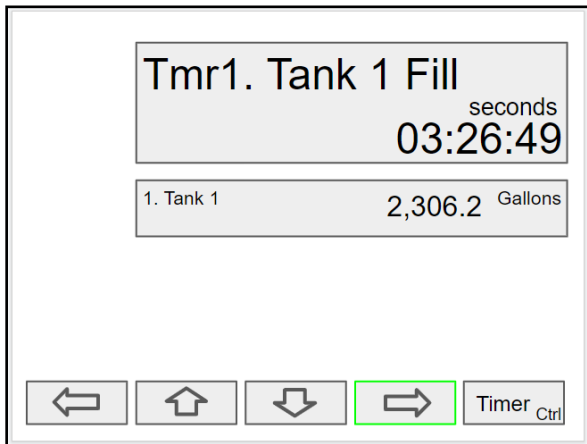 Tmr1. Tank 1 Fill
seconds
03:26:49
1. Tank 1 2,306.2 Gallons
Timer Ctrl